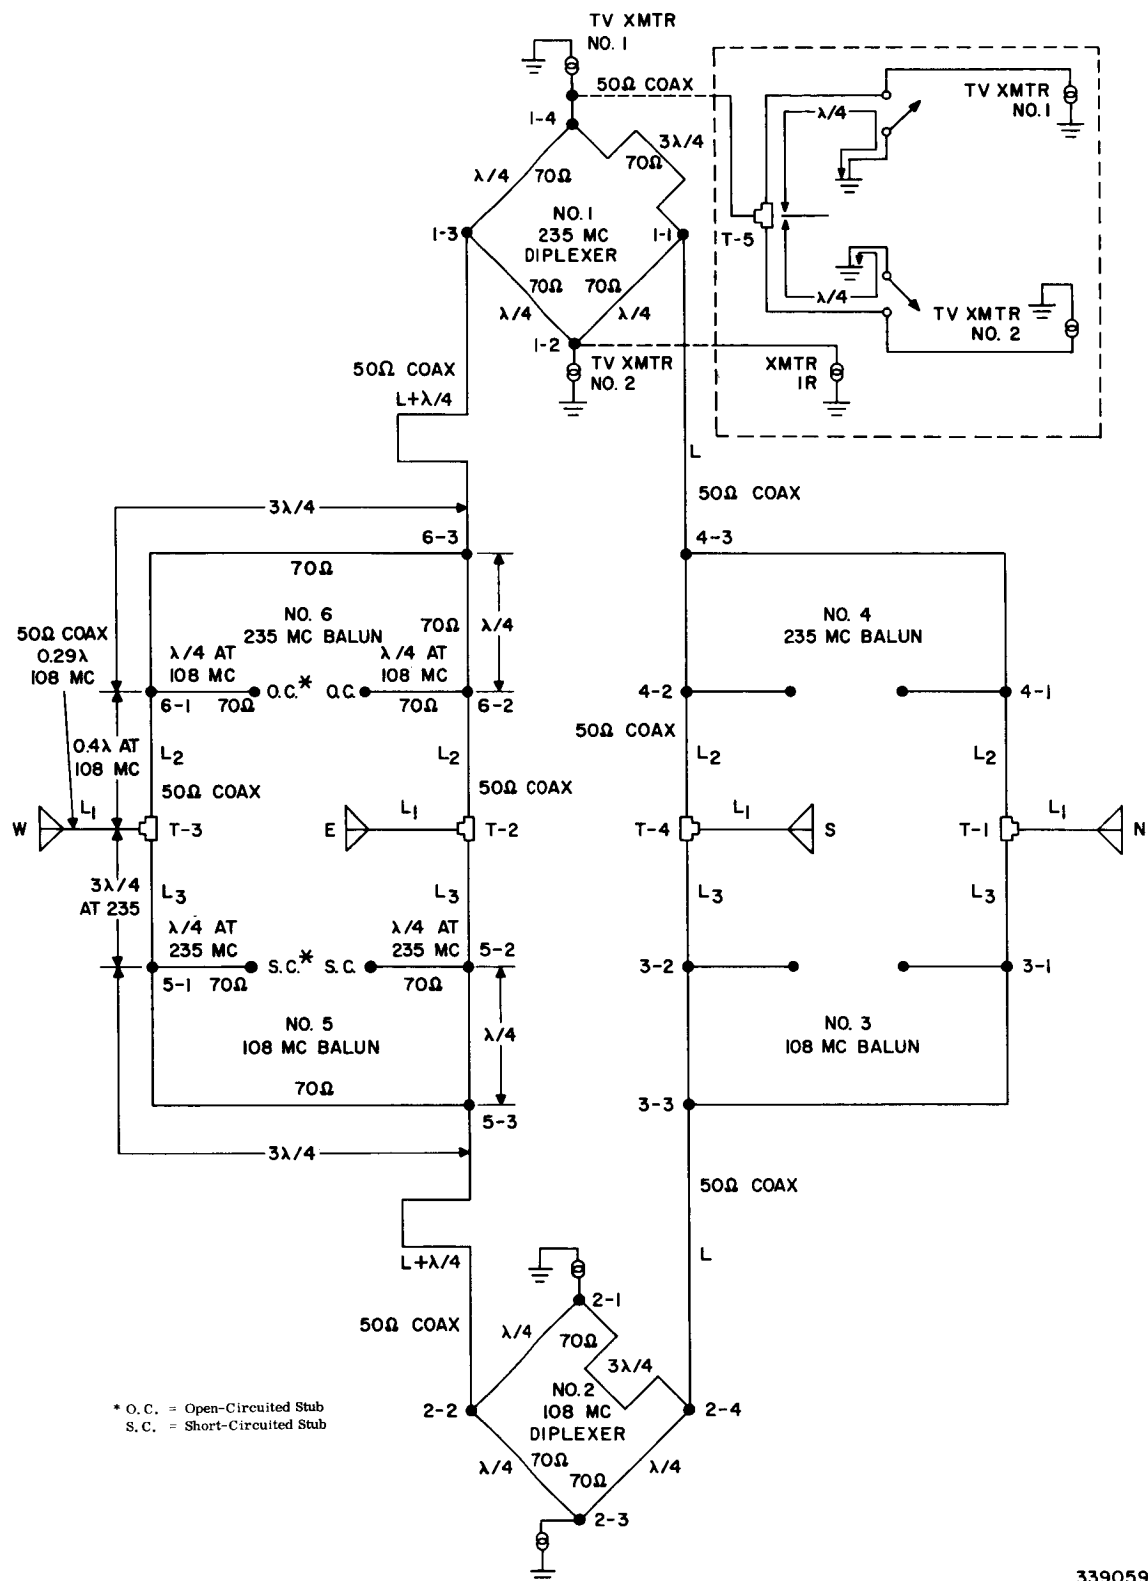 TV XMTR
NO. 1
50Ω COAX
1-4
λ/4
70Ω
3λ/4
70Ω
NO. 1
235 MC
DIPLEXER
1-3
1-1
70Ω
70Ω
λ/4
λ/4
1-2
TV XMTR
NO. 2
XMTR
IR
TV XMTR
NO. 1
λ/4
T-5
λ/4
TV XMTR
NO. 2
50Ω COAX
L+λ/4
L
50Ω COAX
3λ/4
6-3
4-3
70Ω
NO. 6
235 MC BALUN
70Ω
λ/4
NO. 4
235 MC BALUN
50Ω COAX
0.29λ
108 MC
λ/4 AT
108 MC
λ/4 AT
108 MC
O.C.*
O.C.
6-1
70Ω
70Ω
6-2
4-2
4-1
0.4λ AT
108 MC
L2
L2
50Ω COAX
L2
L2
50Ω COAX
50Ω COAX
W
L1
T-3
E
L1
T-2
T-4
L1
S
T-1
L1
N
3λ/4
AT 235
L3
L3
L3
L3
λ/4 AT
235 MC
λ/4 AT
235 MC
S.C.*
S.C.
5-2
3-2
3-1
5-1
70Ω
70Ω
NO. 5
108 MC BALUN
λ/4
NO. 3
108 MC BALUN
70Ω
5-3
3-3
3λ/4
50Ω COAX
L+λ/4
L
50Ω COAX
2-1
λ/4
70Ω
3λ/4
NO. 2
108 MC
DIPLEXER
2-2
2-4
λ/4
70Ω
70Ω
λ/4
2-3
* O.C. = Open-Circuited Stub
S.C. = Short-Circuited Stub
339059